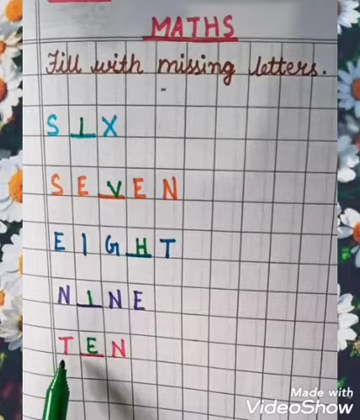 MATHS
Fill with missing letters.
SIX
SEVEN
EIGHT
NINE
TEN
Made with
VideoShow